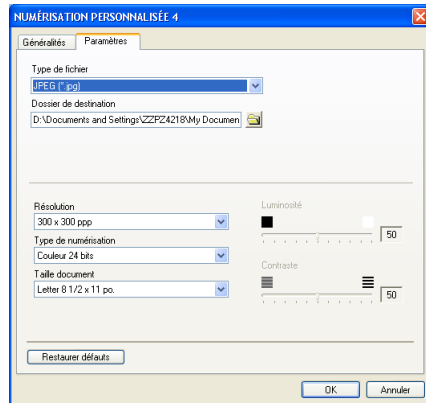 NUMÉRISATION PERSONNALISÉE 4
Généralités
Paramètres
Type de fichier
JPEG (*.jpg)
Dossier de destination
D:\Documents and Settings\ZZPZ4218\My Documen
Résolution
300 x 300 ppp
Type de numérisation
Couleur 24 bits
Taille document
Letter 8 1/2 x 11 po.
Luminosité
50
Contraste
50
Restaurer défauts
OK
Annuler